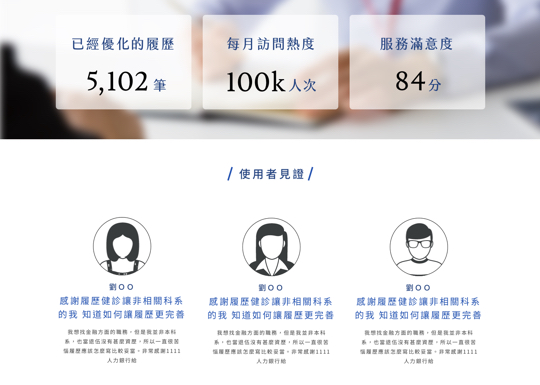 已經優化的履歷
每月訪問熱度
服務滿意度
5,102 筆
100k 人次
84 分
/ 使用者見證 /
劉OO
感謝履歷健診讓非相關科系
的我 知道如何讓履歷更完善
我想找金融方面的職務，但是我並非本科
系，也當過伍沒有甚麼資歷，所以一直很苦
惱履歷應該怎麼寫比較妥當。非常感謝1111
人力銀行給
劉OO
感謝履歷健診讓非相關科系
的我 知道如何讓履歷更完善
我想找金融方面的職務，但是我並非本科
系，也當過伍沒有甚麼資歷，所以一直很苦
惱履歷應該怎麼寫比較妥當。非常感謝1111
人力銀行給
劉OO
感謝履歷健診讓非相關科系
的我 知道如何讓履歷更完善
我想找金融方面的職務，但是我並非本科
系，也當過伍沒有甚麼資歷，所以一直很苦
惱履歷應該怎麼寫比較妥當。非常感謝1111
人力銀行給